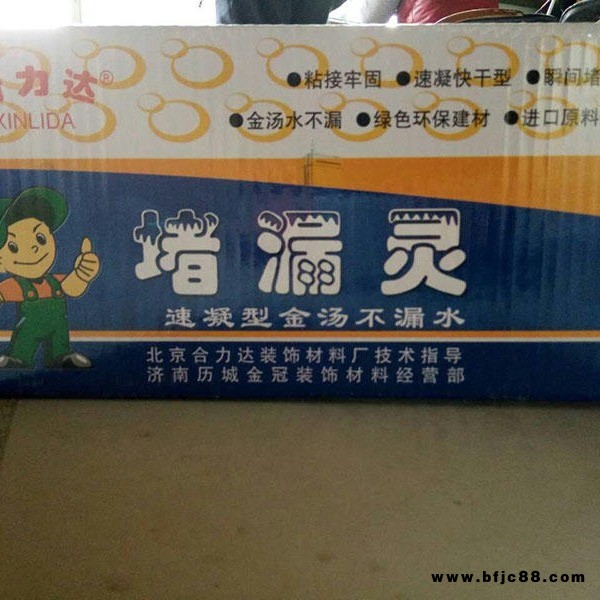 力达®
XINLIDA
●粘接牢固 ●速凝快干型 ●瞬间堵
●金汤水不漏 ●绿色环保建材 ●进口原料
堵漏灵
速凝型金汤不漏水
北京合力达装饰材料厂技术指导
济南历城金冠装饰材料经营部
www.bfjc88.com